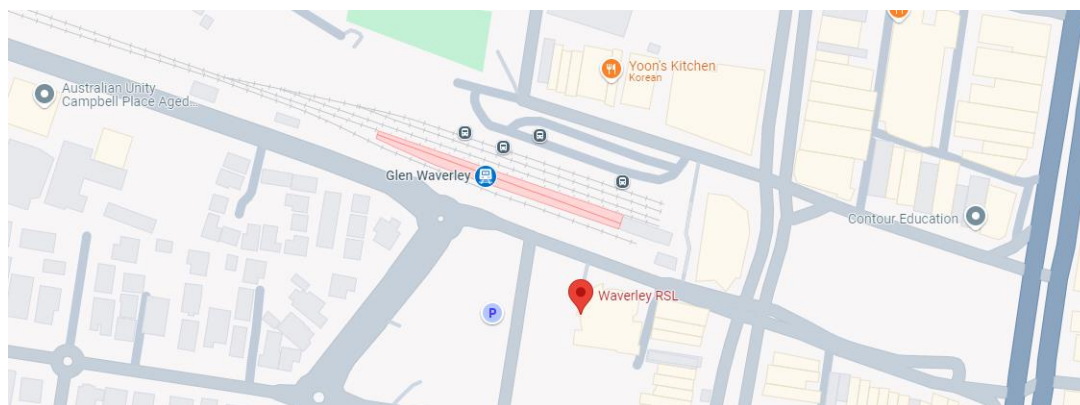 Yoon's Kitchen
Korean
Australian Unity
Campbell Place Aged...
Glen Waverley
Contour Education
Waverley RSL
P